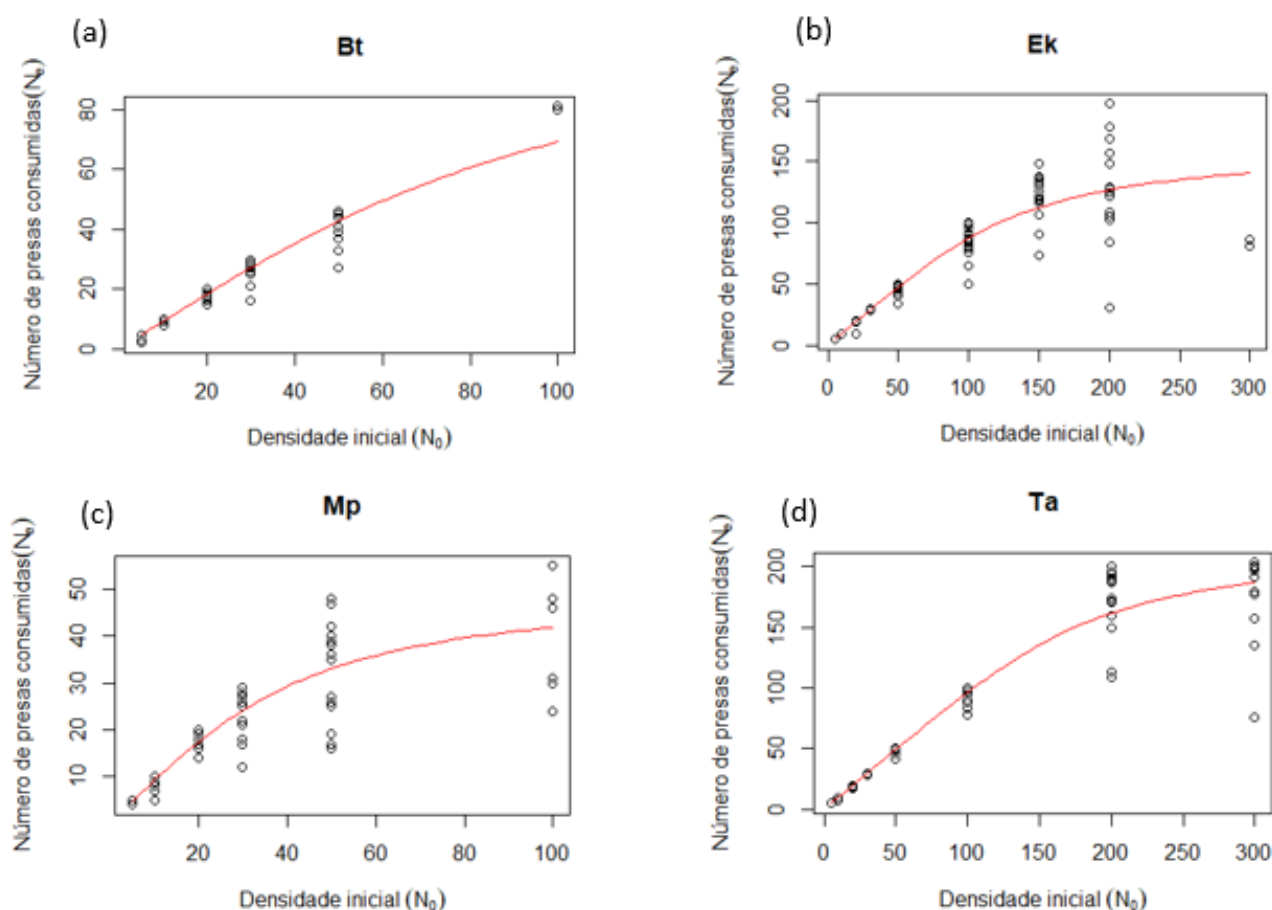 (a)
Bt
Número de presas consumidas(Nₑ)
0 20 40 60 80
20 40 60 80 100
Densidade inicial (N₀)
(b)
Ek
Número de presas consumidas(Nₑ)
0 50 100 150 200
0 50 100 150 200 250 300
Densidade inicial (N₀)
(c)
Mp
Número de presas consumidas(Nₑ)
10 20 30 40 50
20 40 60 80 100
Densidade inicial (N₀)
(d)
Ta
Número de presas consumidas(Nₑ)
0 50 100 150 200
0 50 100 150 200 250 300
Densidade inicial (N₀)